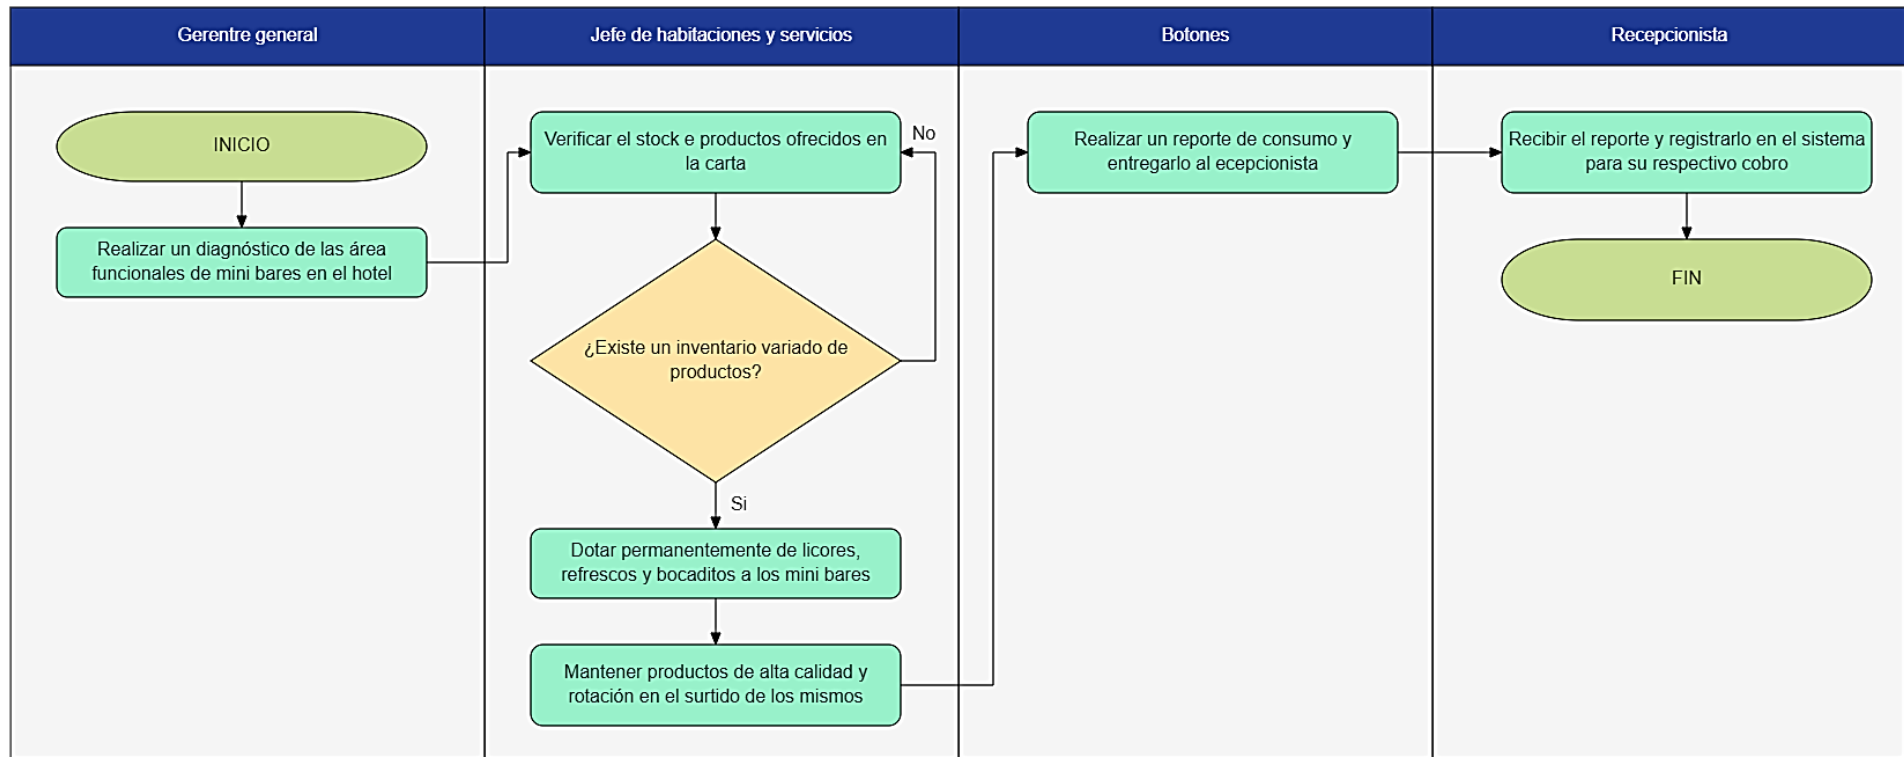 Gerentre general
Jefe de habitaciones y servicios
Botones
Recepcionista
INICIO
Realizar un diagnóstico de las área
funcionales de mini bares en el hotel
Verificar el stock e productos ofrecidos en
la carta
No
¿Existe un inventario variado de
productos?
Si
Dotar permanentemente de licores,
refrescos y bocaditos a los mini bares
Mantener productos de alta calidad y
rotación en el surtido de los mismos
Realizar un reporte de consumo y
entregarlo al ecepcionista
Recibir el reporte y registrarlo en el sistema
para su respectivo cobro
FIN